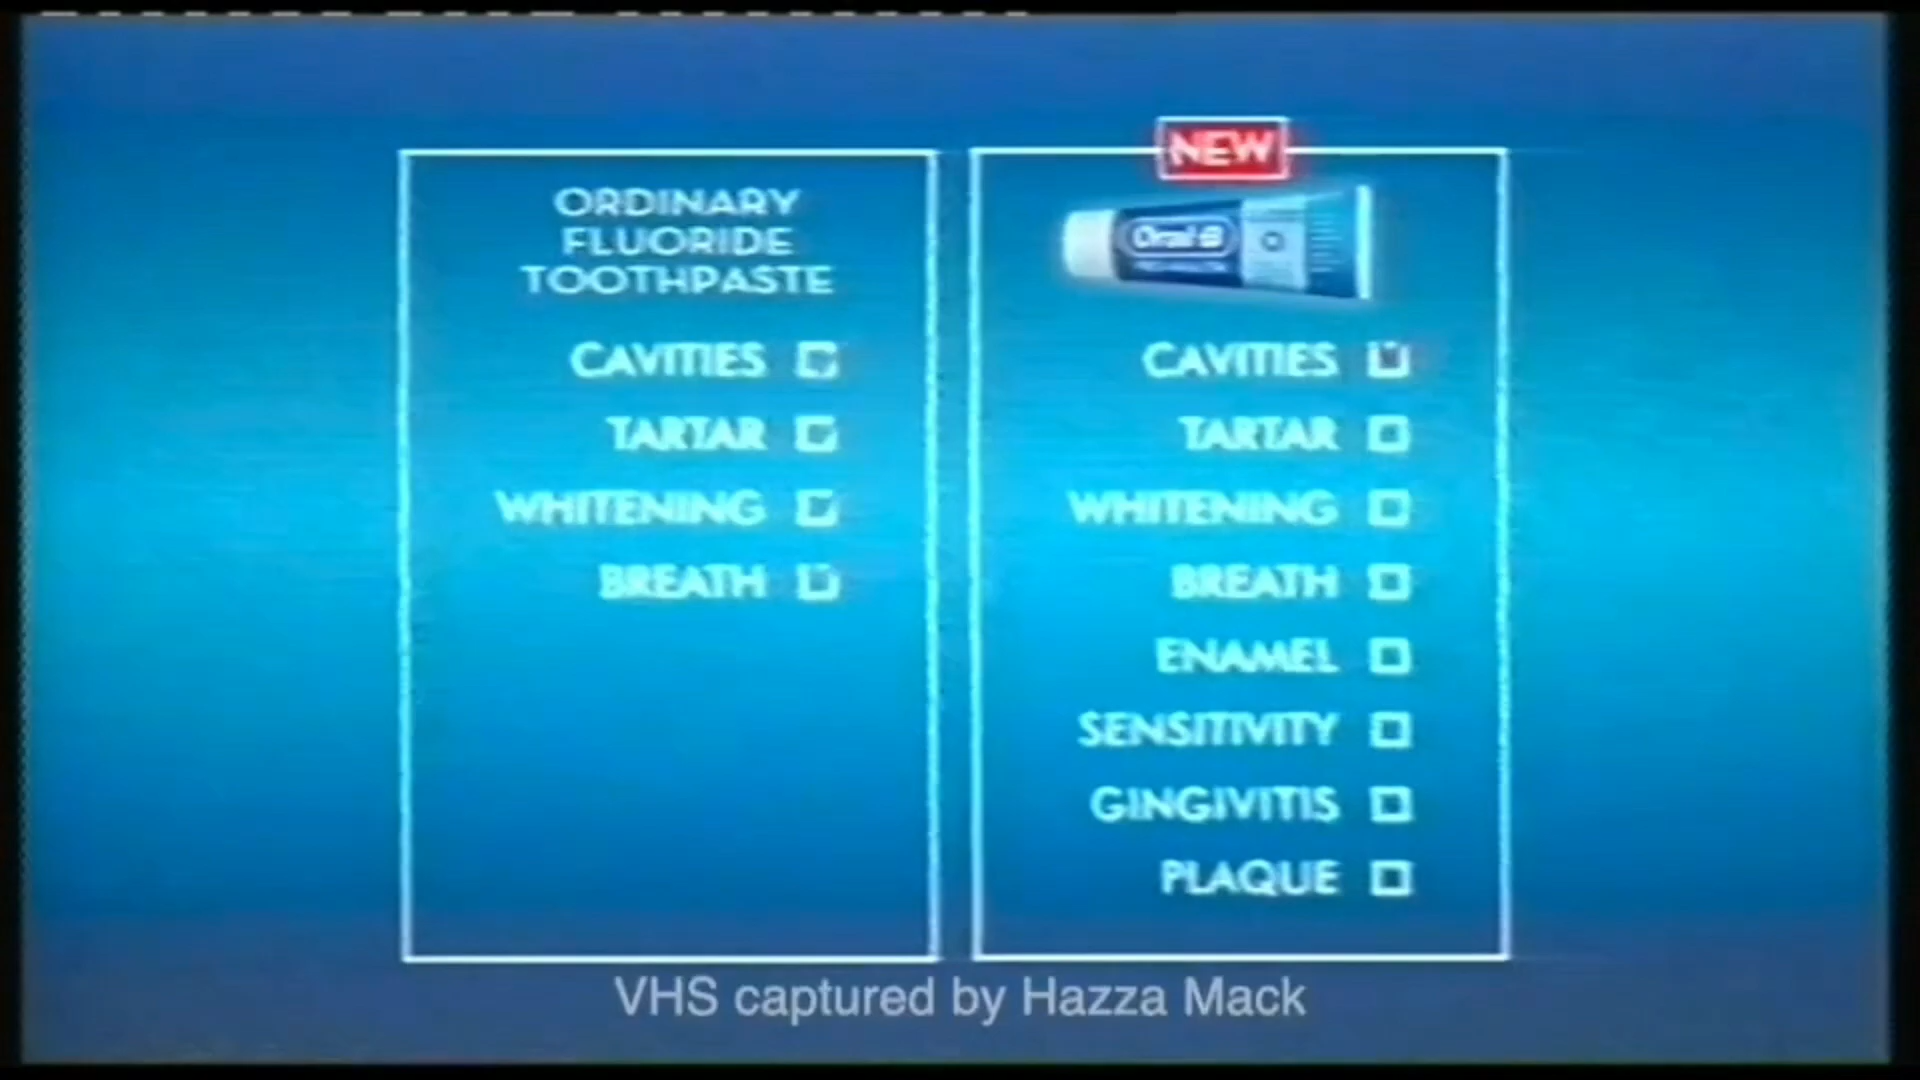 ORDINARY
FLUORIDE
TOOTHPASTE
CAVITIES
TARTAR
WHITENING
BREATH
NEW
Oral B
CAVITIES
TARTAR
WHITENING
BREATH
ENAMEL
SENSITIVITY
GINGIVITIS
PLAQUE
VHS captured by Hazza Mack